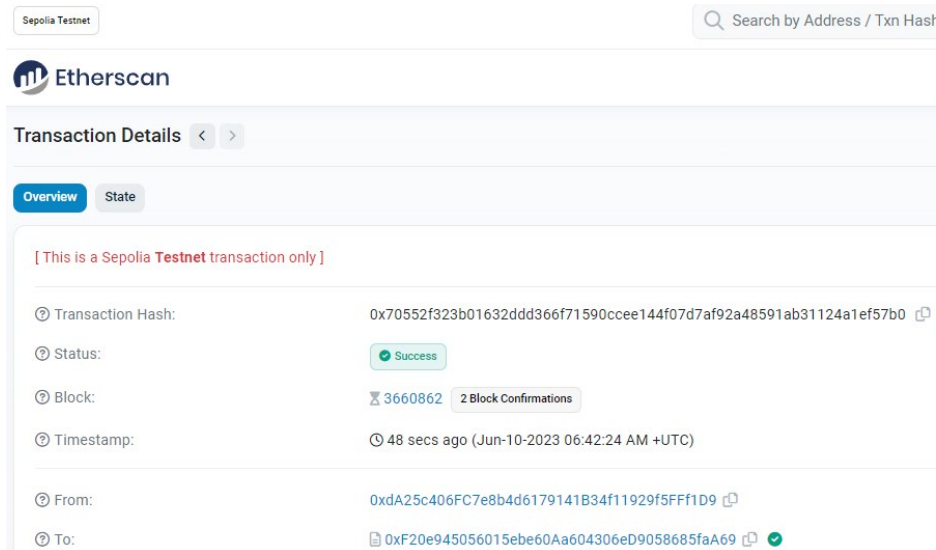 Sepolia Testnet
Search by Address / Txn Hash
Etherscan
Transaction Details < >
Overview State
[ This is a Sepolia Testnet transaction only ]
Transaction Hash: 0x70552f323b01632ddd366f71590ccee144f07d7af92a48591ab31124a1ef57b0
Status: Success
Block: 3660862 2 Block Confirmations
Timestamp: 48 secs ago (Jun-10-2023 06:42:24 AM +UTC)
From: 0xdA25c406FC7e8b4d6179141B34f11929f5FFf1D9
To: 0xF20e945056015ebe60Aa604306eD9058685faA69